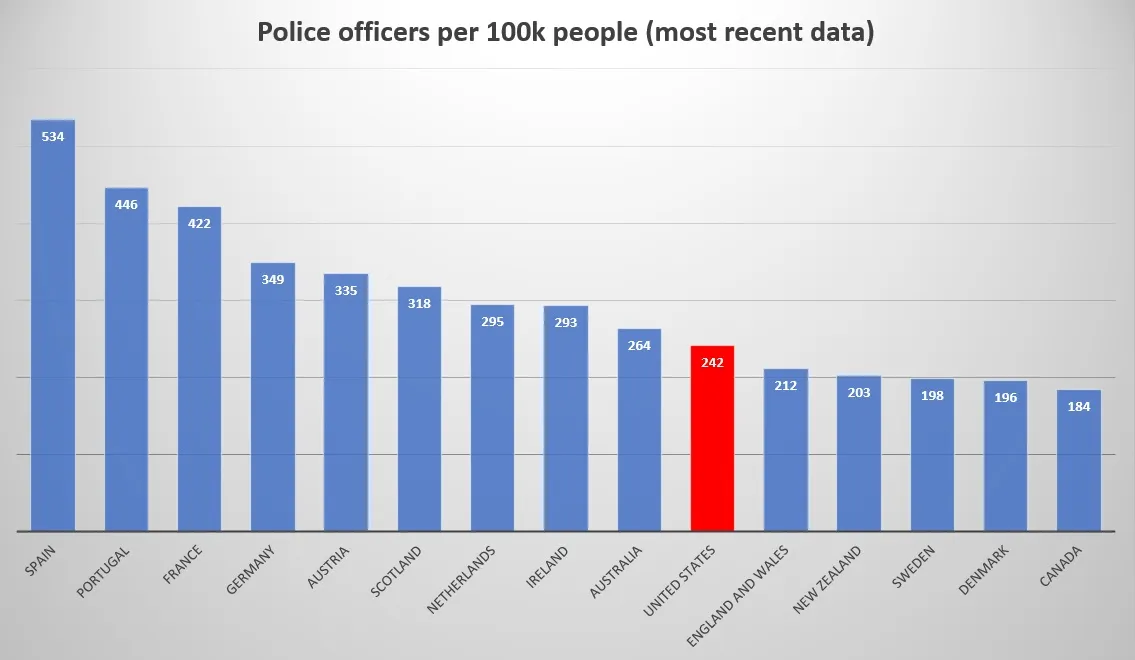 Police officers per 100k people (most recent data)
534
446
422
349
335
318
295
293
264
242
212
203
198
196
184
SPAIN
PORTUGAL
FRANCE
GERMANY
AUSTRIA
SCOTLAND
NETHERLANDS
IRELAND
AUSTRALIA
UNITED STATES
ENGLAND AND WALES
NEW ZEALAND
SWEDEN
DENMARK
CANADA